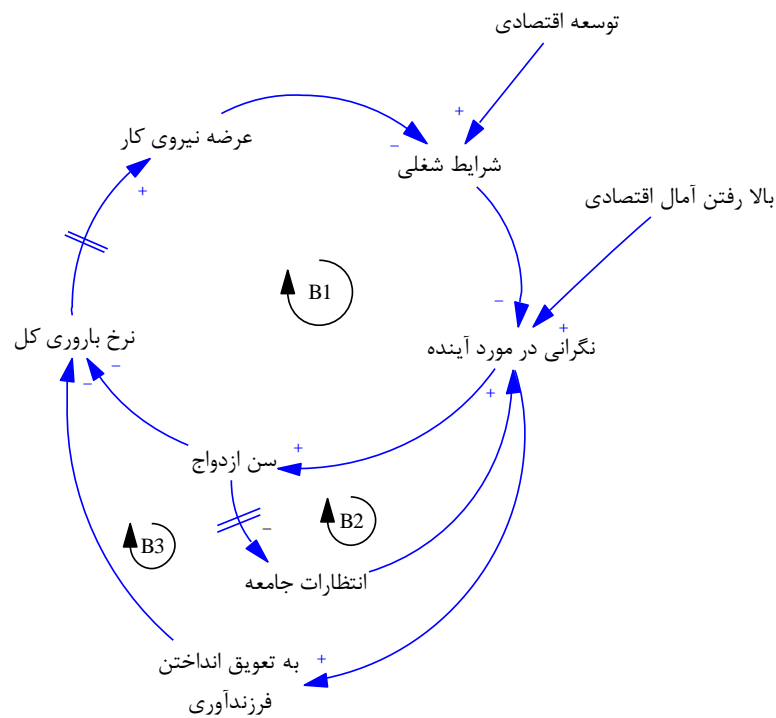 توسعه اقتصادی
+
عرضه نیروی کار
−
شرایط شغلی
+
بالا رفتن آمال اقتصادی
B1
−
+
نرخ باروری کل
نگرانی در مورد آینده
−
−
+
+
سن ازدواج
B2
−
B3
انتظارات جامعه
+
به تعویق انداختن
فرزندآوری